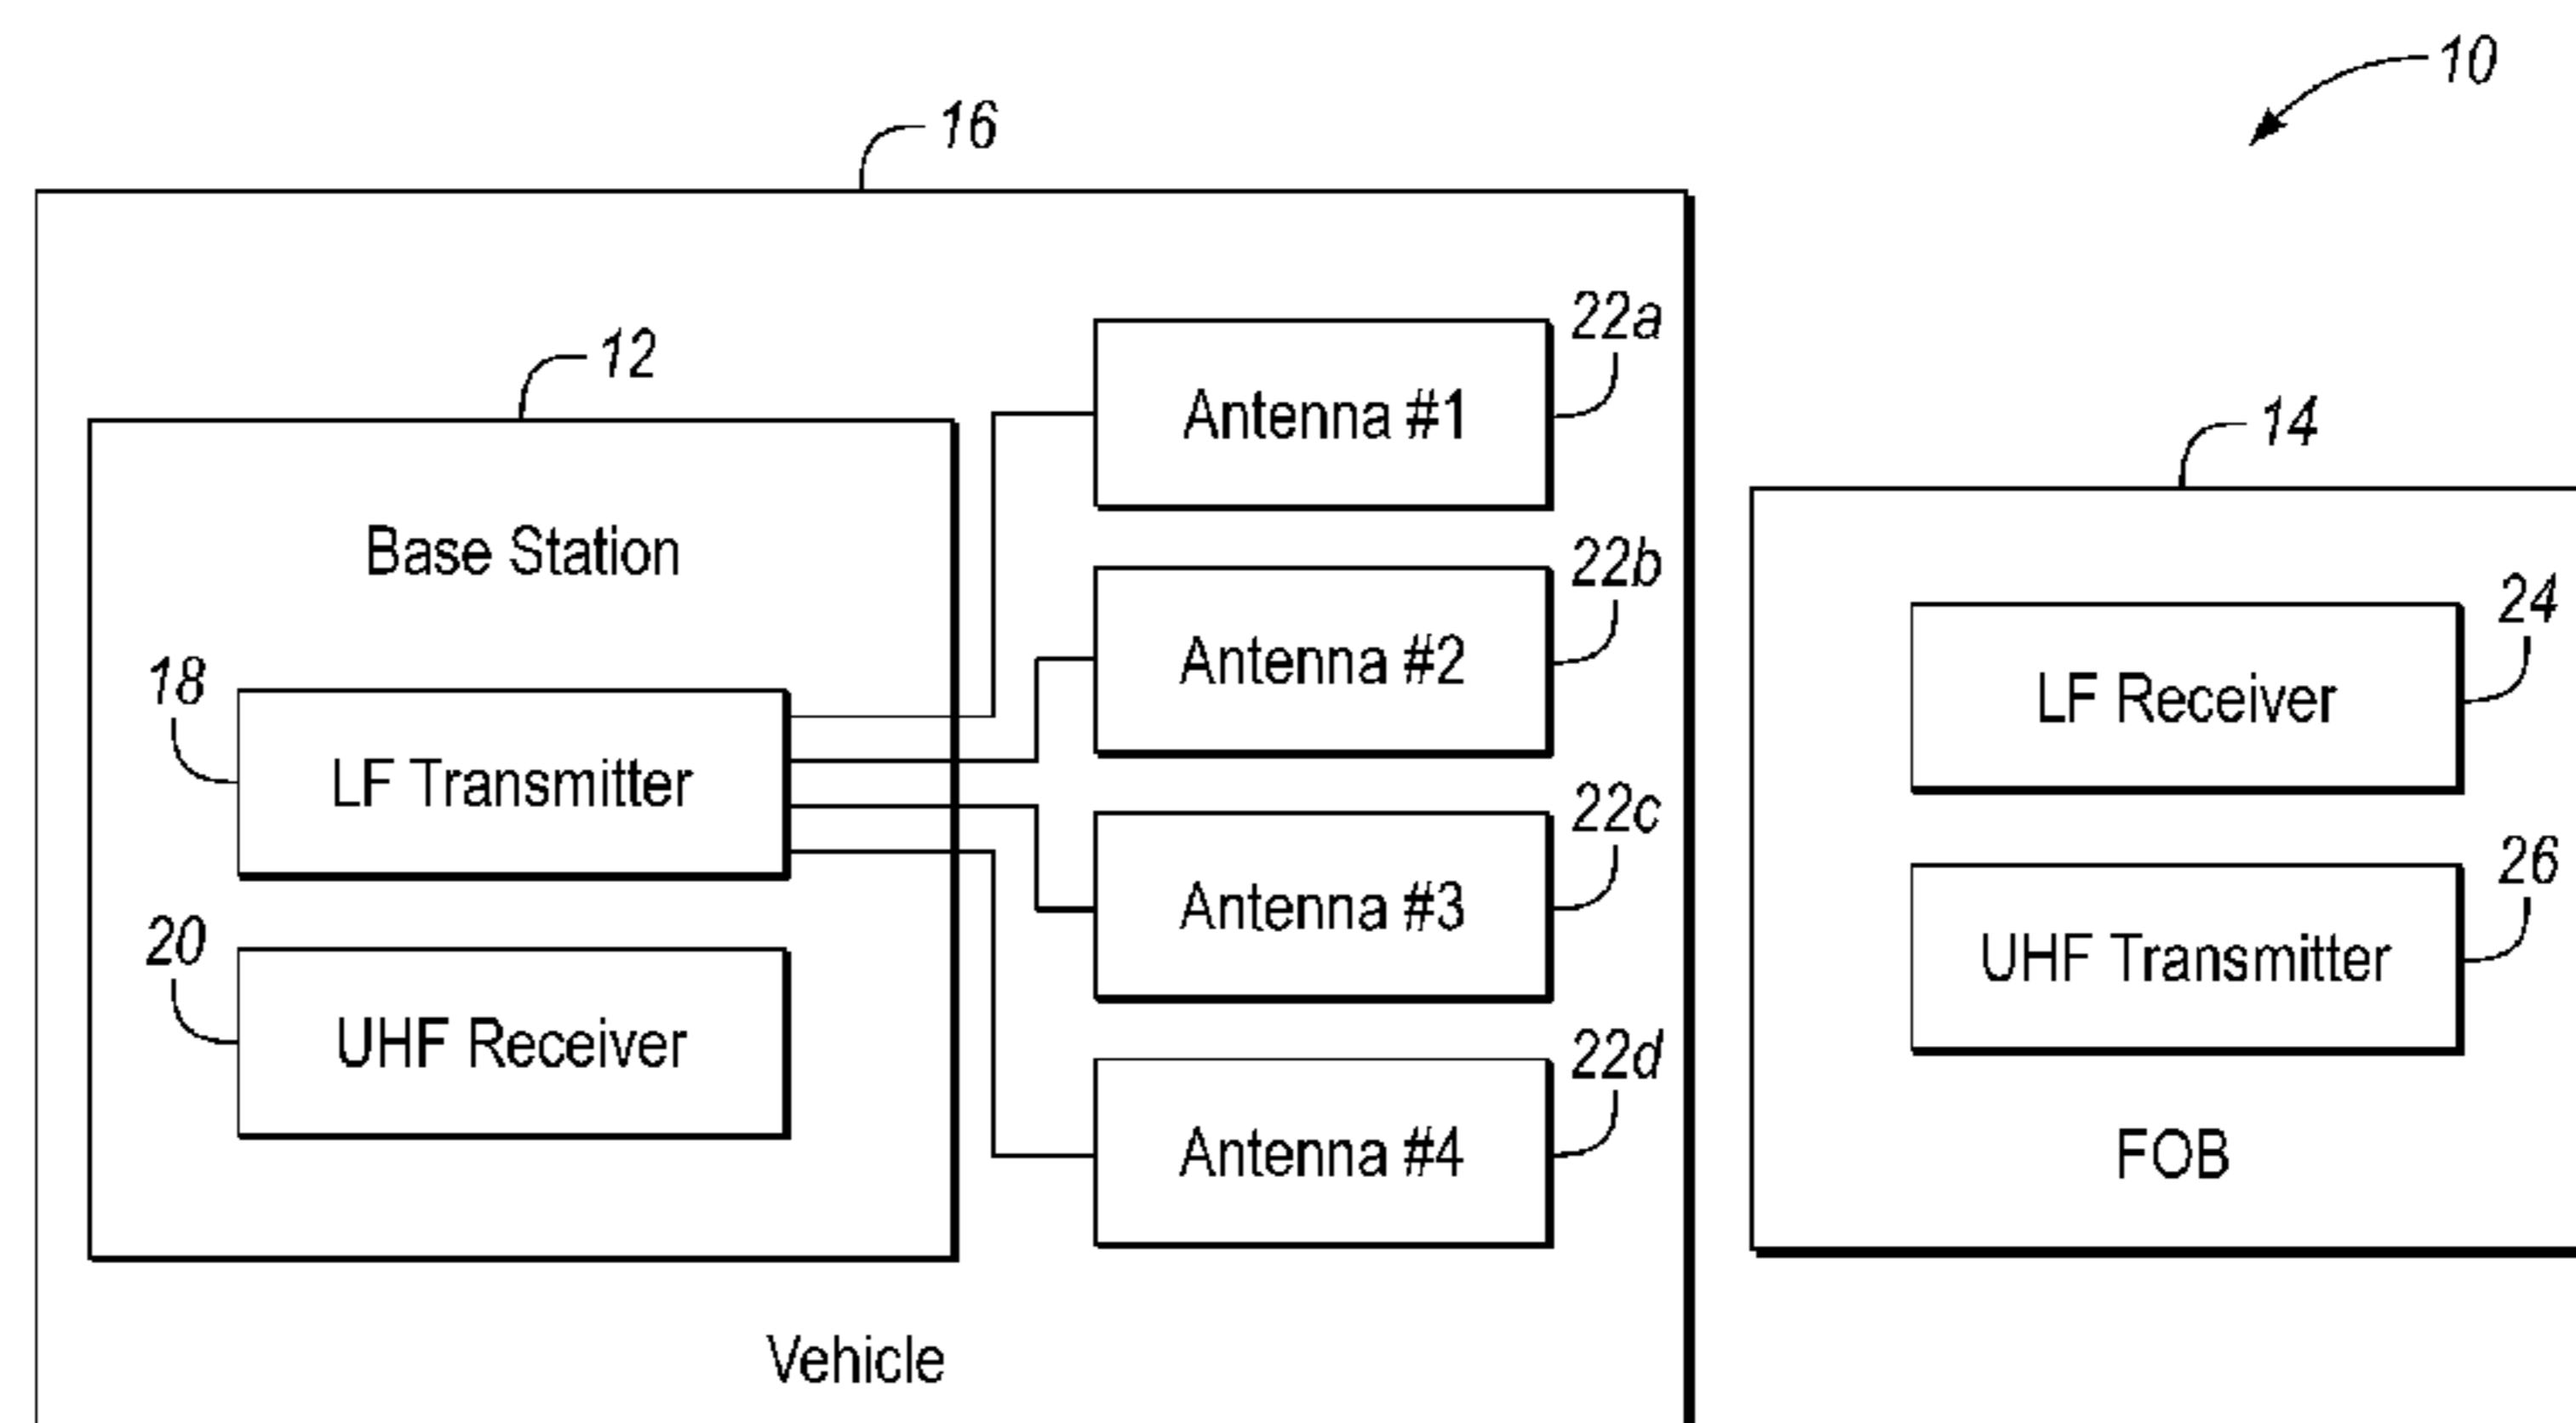 10
16
12
22a
Antenna #1
14
Base Station
22b
Antenna #2
24
LF Receiver
18
LF Transmitter
22c
Antenna #3
26
UHF Transmitter
20
UHF Receiver
22d
Antenna #4
FOB
Vehicle